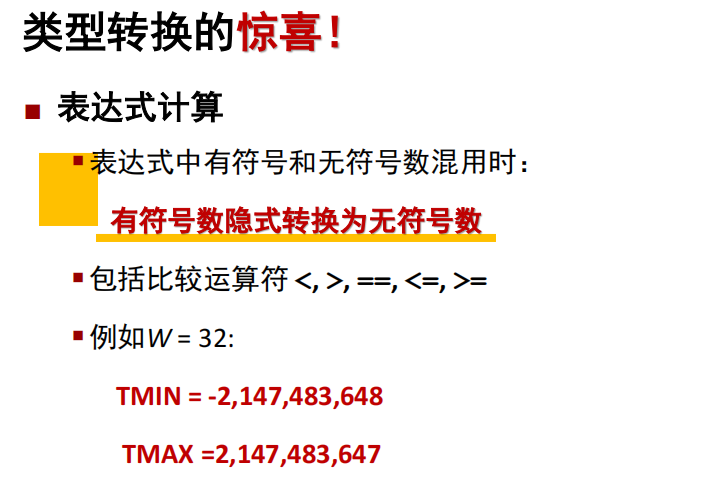 类型转换的惊喜！
■ 表达式计算
▪ 表达式中有符号和无符号数混用时：
有符号数隐式转换为无符号数
▪ 包括比较运算符 <, >, ==, <=, >=
▪ 例如W = 32:
TMIN = -2,147,483,648
TMAX =2,147,483,647